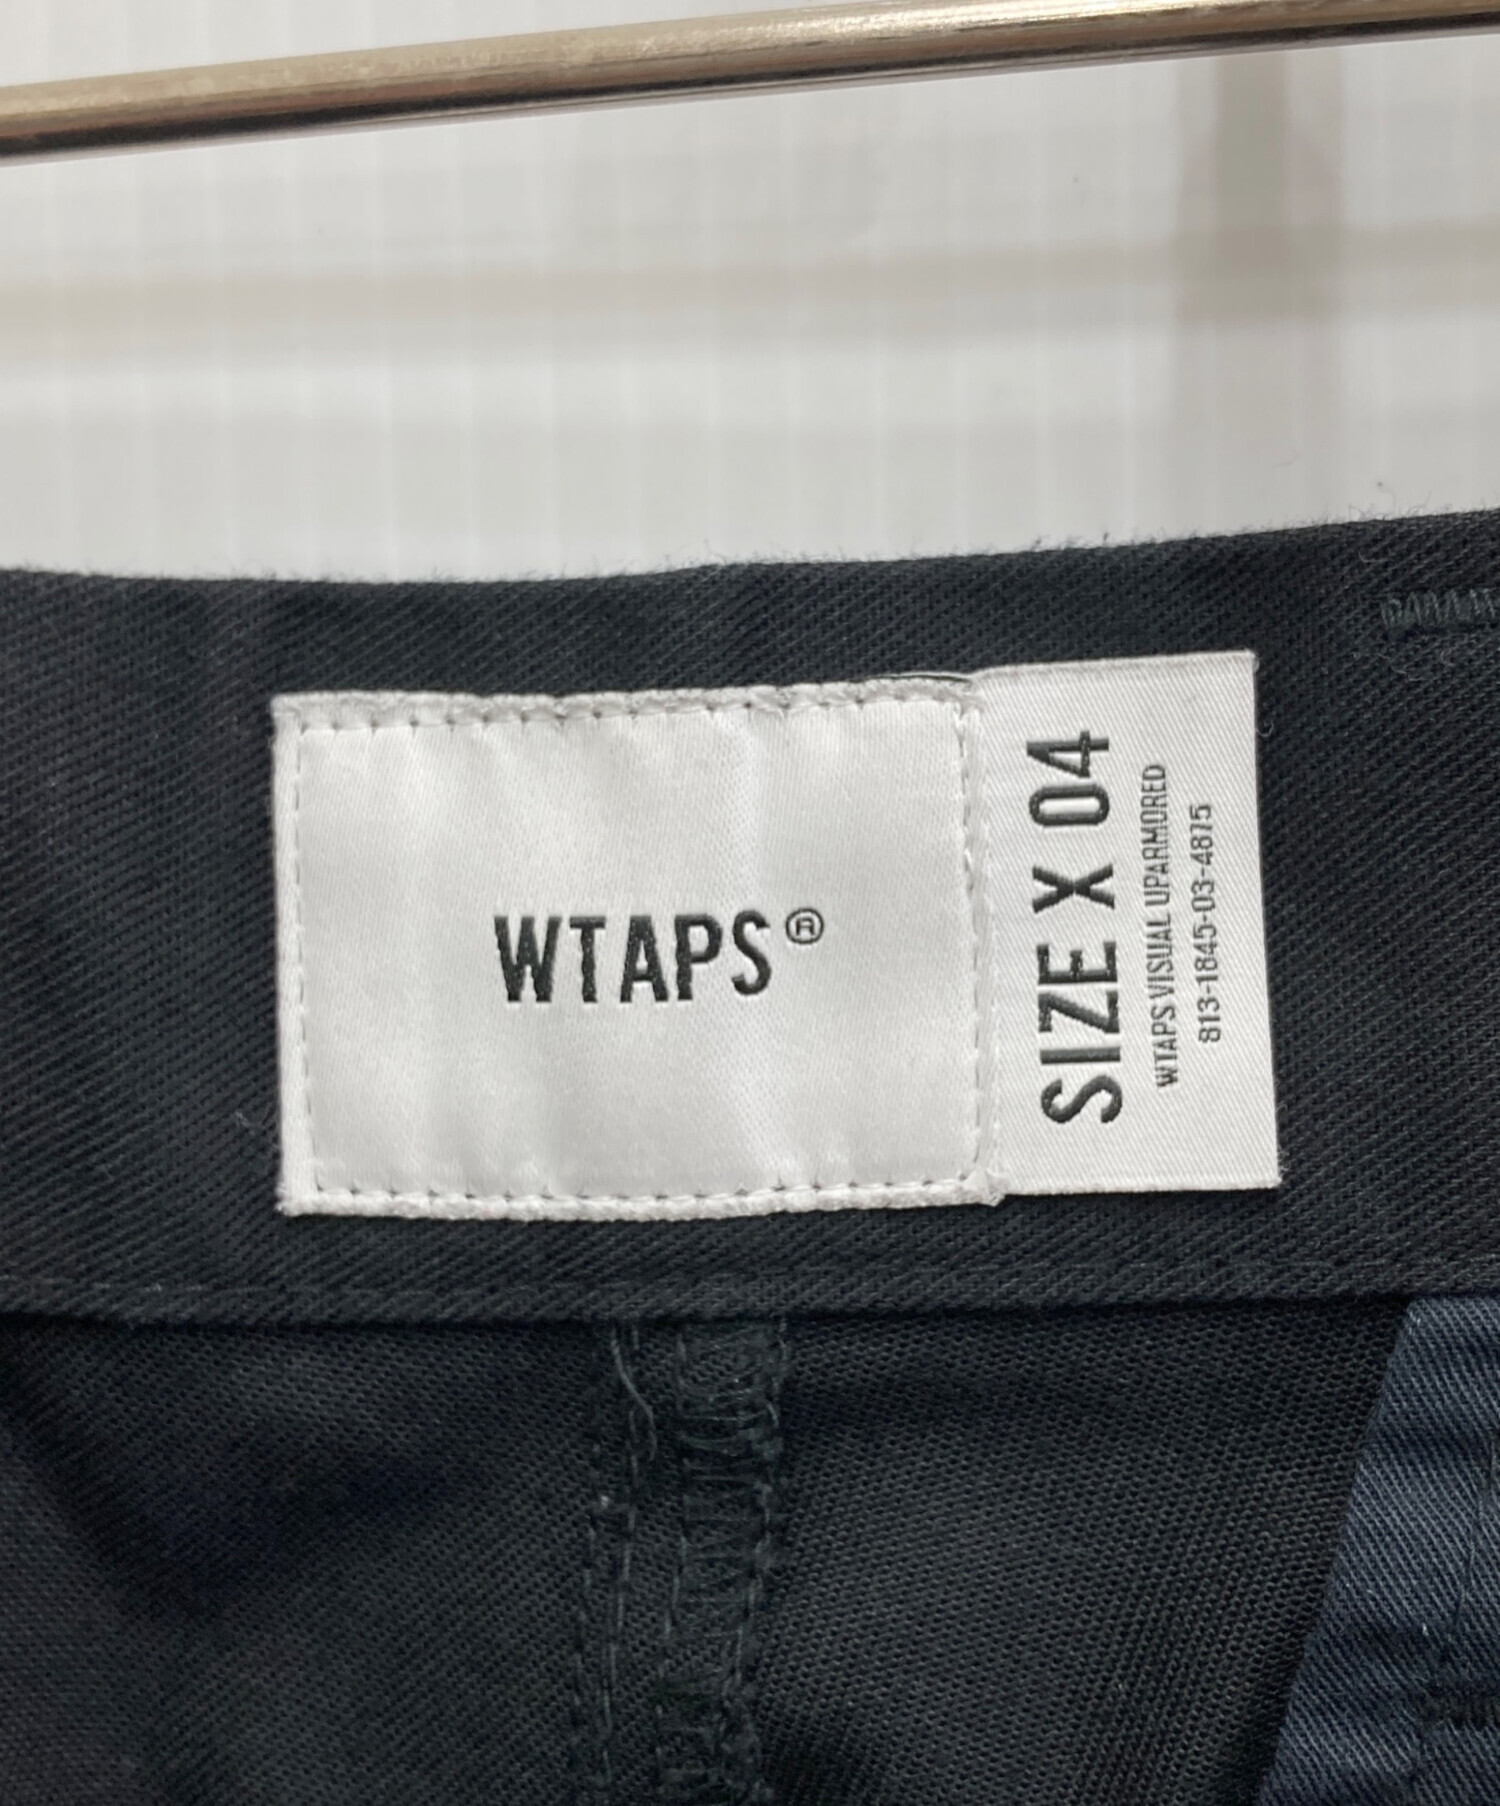 WTAPS®
SIZE X 04
WTAPS VISUAL UPARMORED
813-1845-03-4875